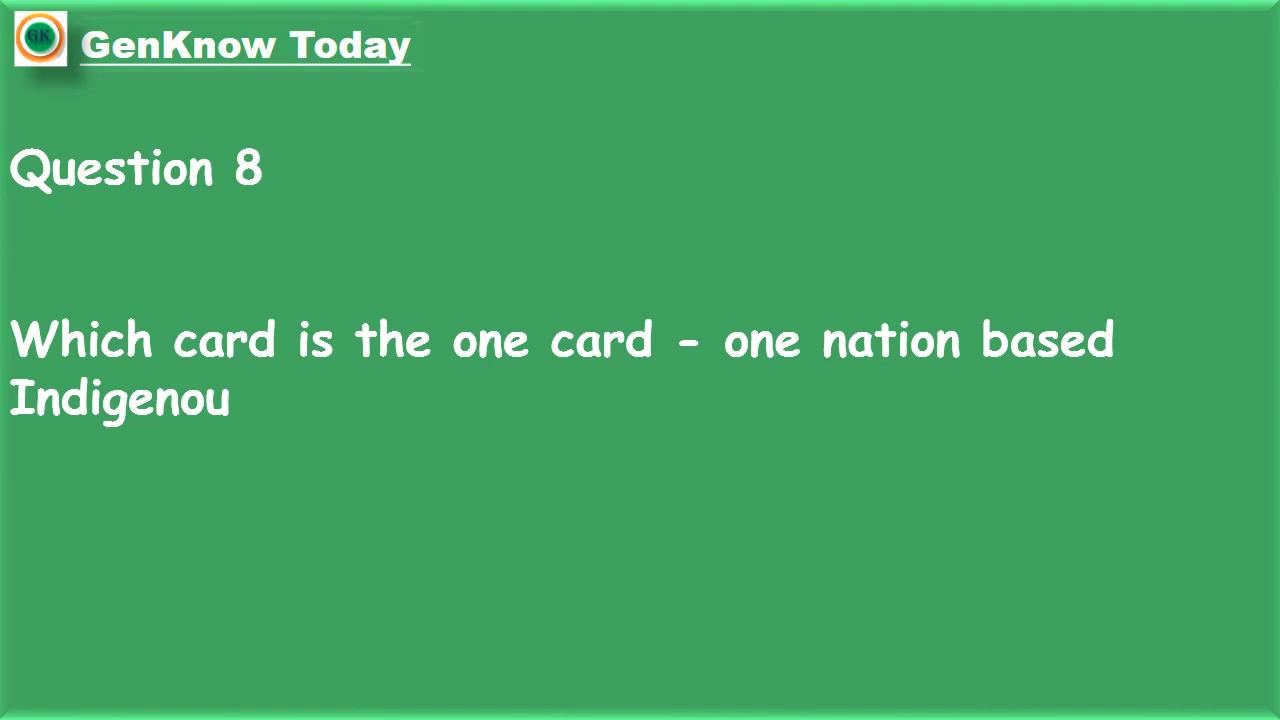 GK
GenKnow Today
Question 8
Which card is the one card - one nation based
Indigenou